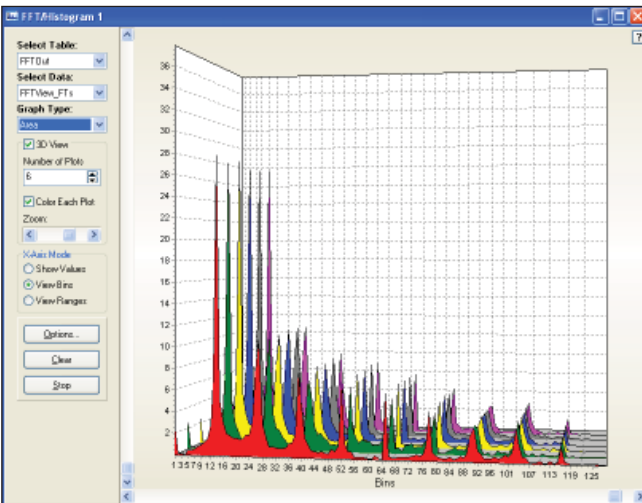 FFT/Histogram 1
?
Select Table:
FFTOut
Select Data:
FFTView_FTs
Graph Type:
Area
3D View
Number of Plots
6
Color Each Plot
Zoom:
X-Axis Mode
Show Values
View Bins
View Ranges
Options...
Clear
Stop
36
34
32
30
28
26
24
22
20
18
16
14
12
10
8
6
4
2
1 3 5 7 9 12 16 20 24 28 32 36 40 44 48 52 56 60 64 68 72 76 80 84 88 92 96 101 107 113 119 125
Bins